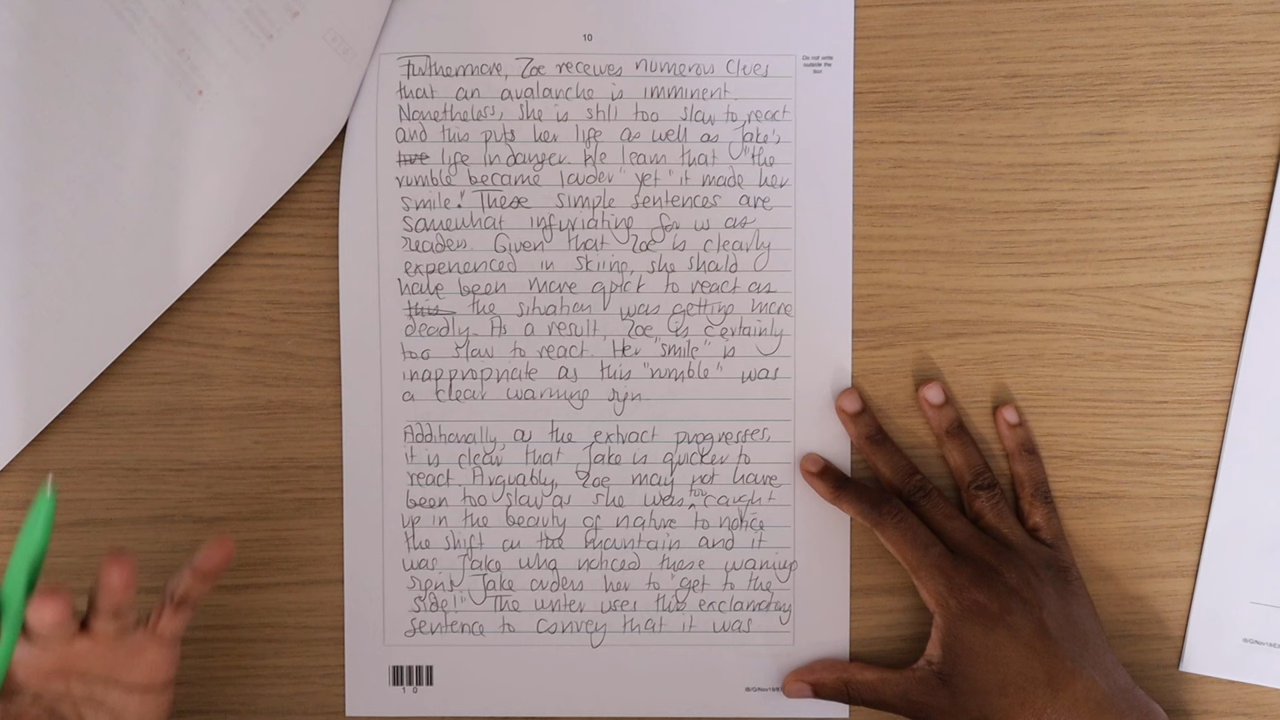 10
Do not write
outside the
box
Furthermore, Zoe receives numerous clues
that an avalanche is imminent.
Nonetheless, she is still too slow to react
and this puts her life as well as Jake's
life in danger. We learn that "the
rumble became louder" yet "it made her
smile." These simple sentences are
somewhat infuriating for us as
readers. Given that Zoe is clearly
experienced in skiing, she should
have been more quick to react as
this the situation was getting more
deadly. As a result, Zoe is certainly
too slow to react. Her "smile" is
inappropriate as this "rumble" was
a clear warning sign.
Additionally, as the extract progresses,
it is clear that Jake is quicker to
react. Arguably, Zoe may not have
been too slow as she was too caught
up in the beauty of nature to notice
the shift on the mountain and it
was Jake who noticed these warning
signs. Jake orders her to "get to the
side!" The writer uses this exclamatory
sentence to convey that it was
1 0